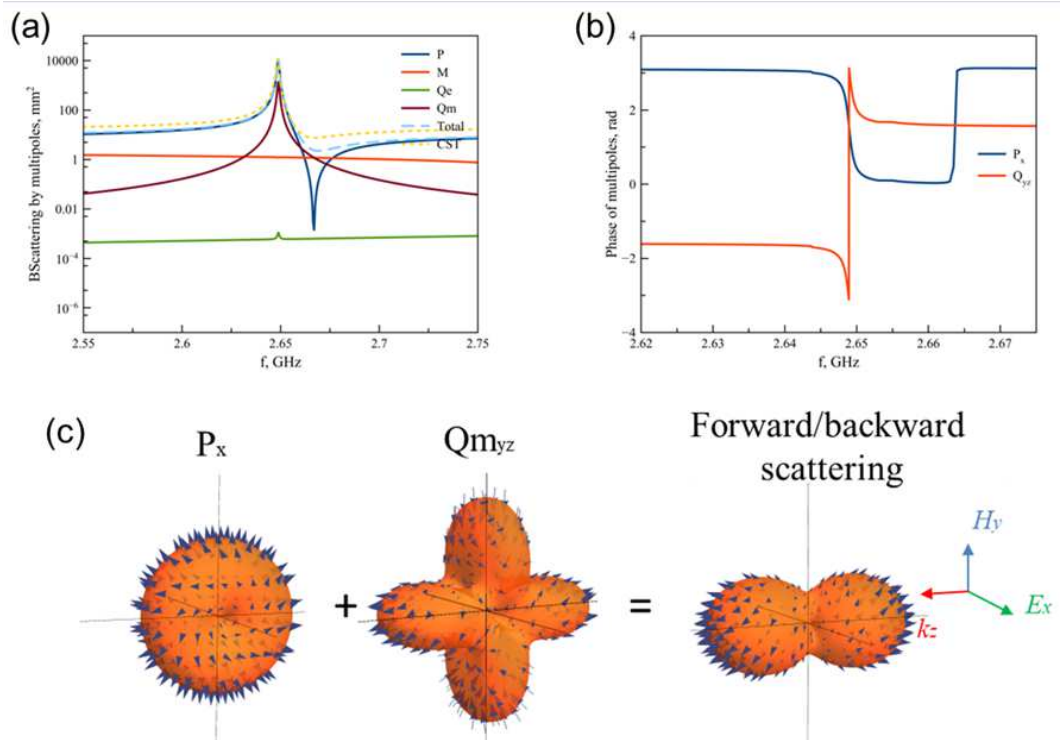 (a)
BScattering by multipoles, mm²
10000
100
1
0.01
10⁻⁴
10⁻⁶
P
M
Qe
Qm
Total
CST
2.55
2.6
2.65
2.7
2.75
f, GHz
(b)
Phase of multipoles, rad
4
2
0
−2
−4
Pₓ
Q_yz
2.62
2.63
2.64
2.65
2.66
2.67
f, GHz
(c)
Pₓ
Qm_yz
Forward/backward
scattering
+
=
H_y
E_x
k_z